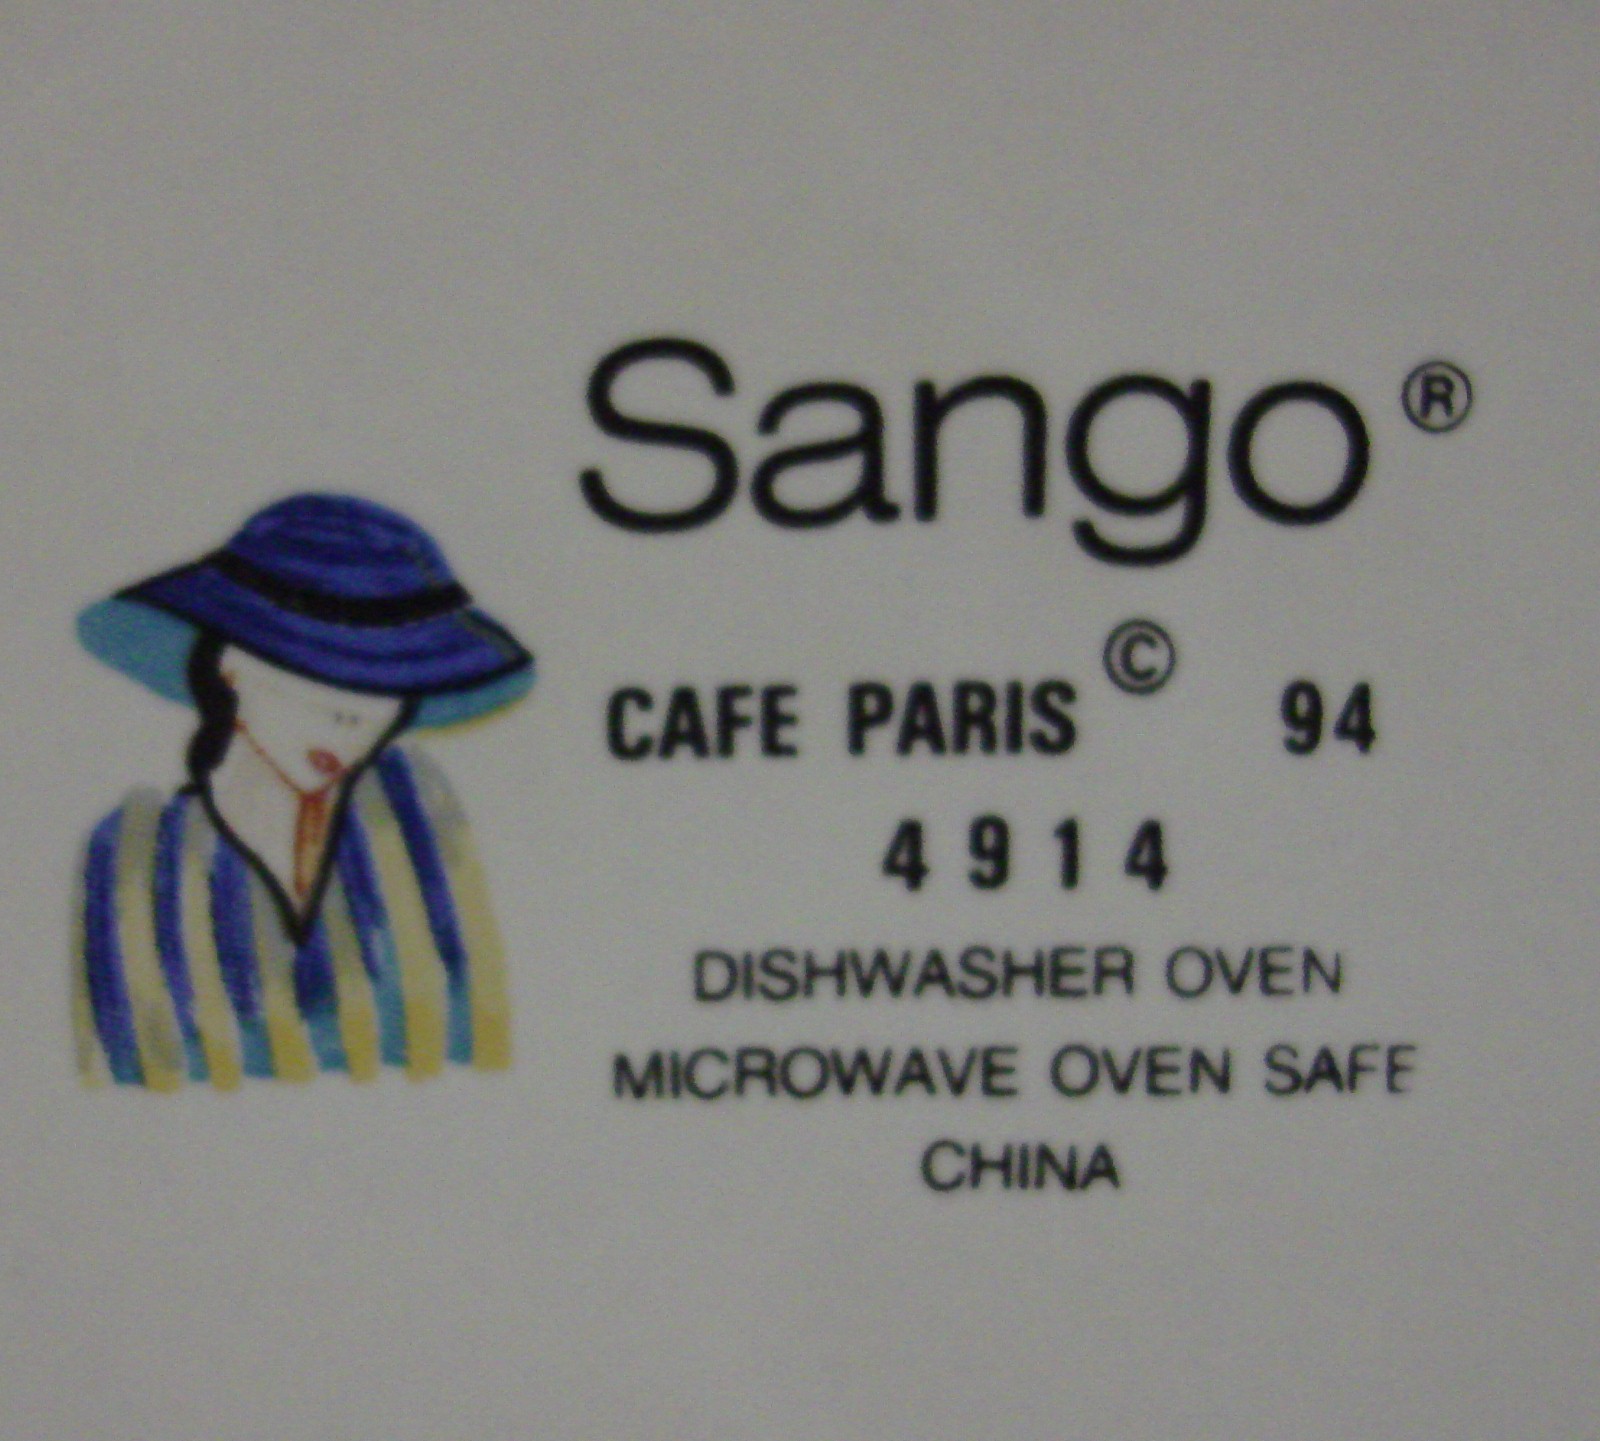 Sango®
CAFE PARIS © 94
4914
DISHWASHER OVEN
MICROWAVE OVEN SAFE
CHINA